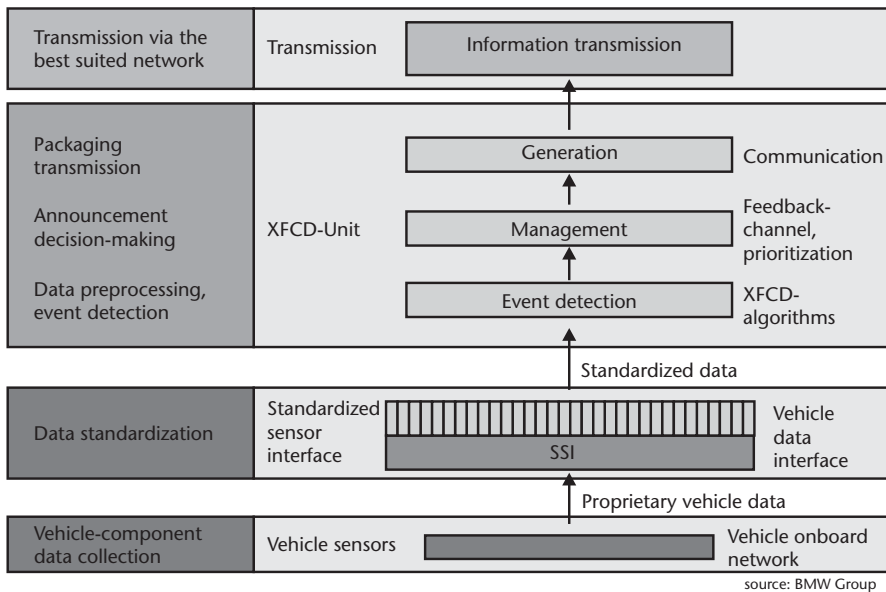 Transmission via the
best suited network
Transmission
Information transmission
Packaging
transmission
Generation
Communication
Announcement
decision-making
XFCD-Unit
Management
Feedback-
channel,
prioritization
Data preprocessing,
event detection
Event detection
XFCD-
algorithms
Standardized data
Data standardization
Standardized
sensor
interface
SSI
Vehicle
data
interface
Proprietary vehicle data
Vehicle-component
data collection
Vehicle sensors
Vehicle onboard
network
source: BMW Group